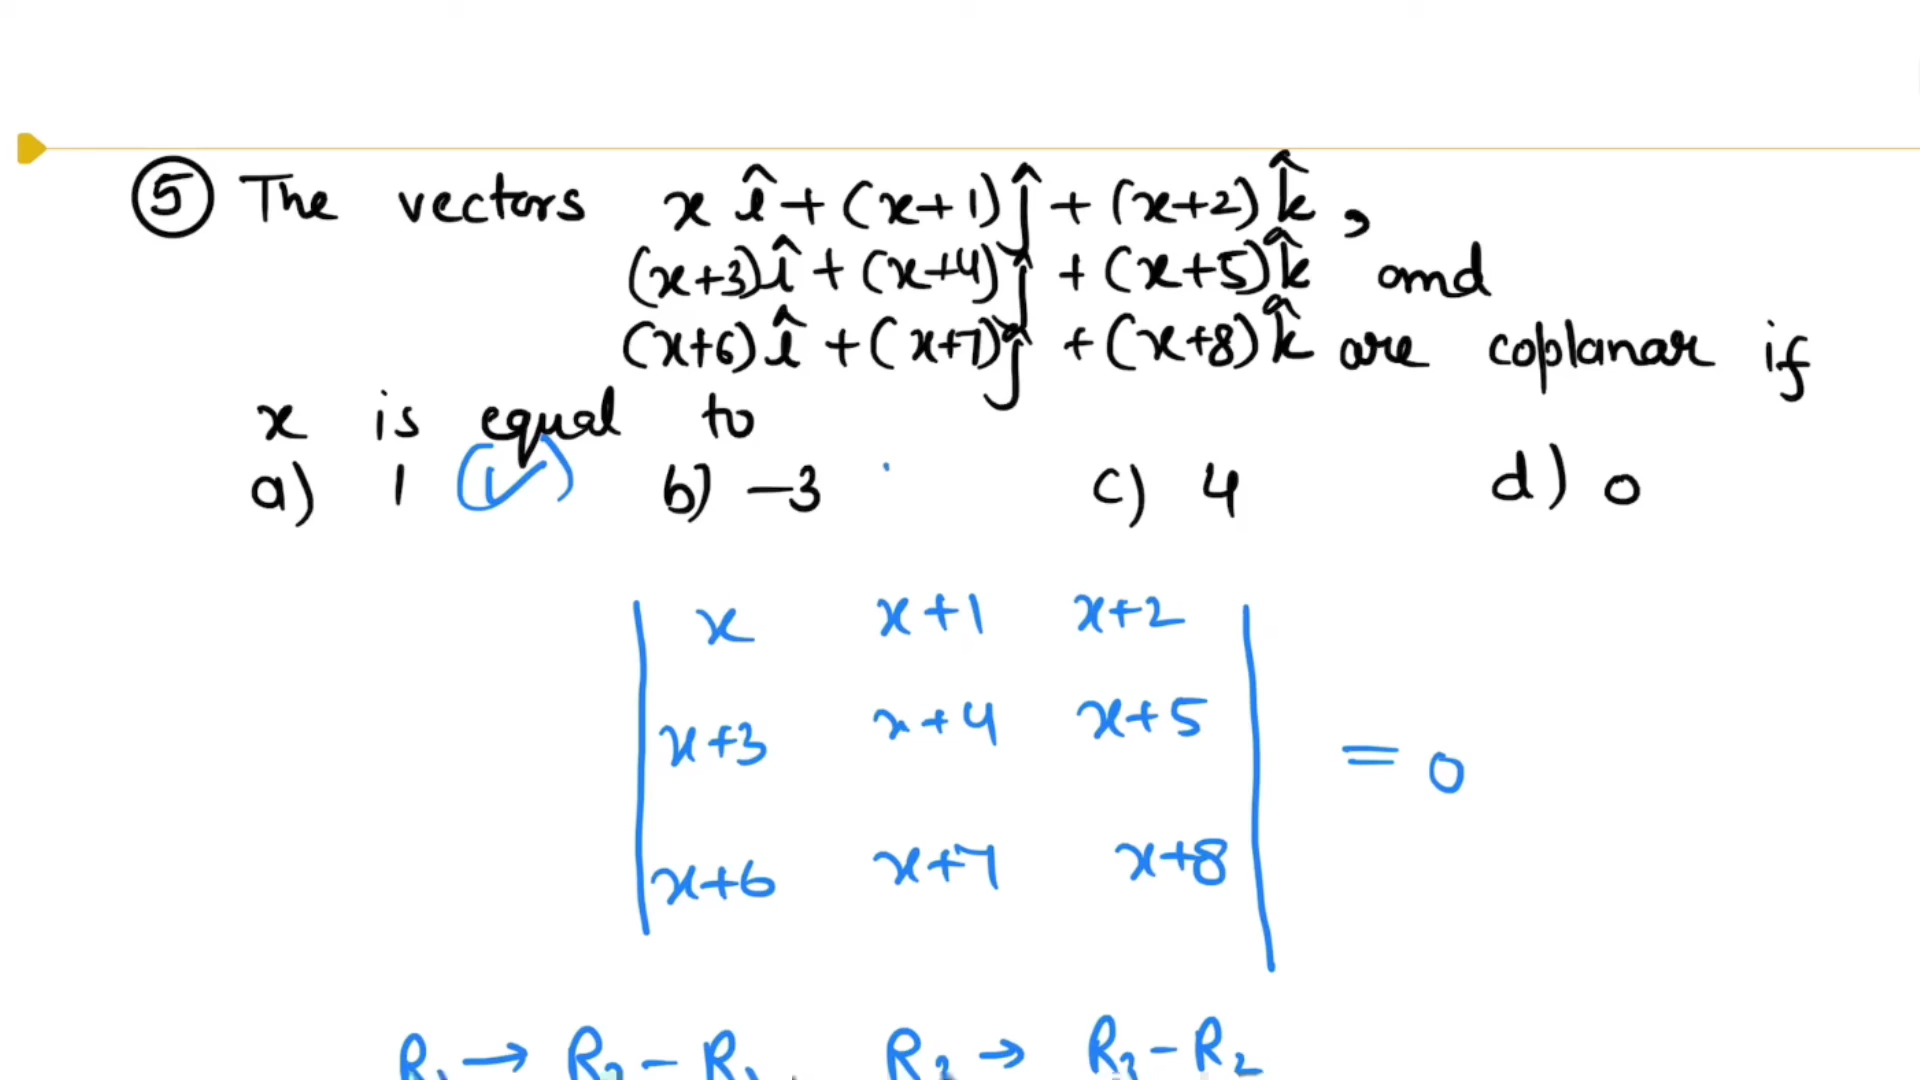 ⑤ The vectors x î + (x+1) ĵ + (x+2) k̂ ,
(x+3) î + (x+4) ĵ + (x+5) k̂ and
(x+6) î + (x+7) ĵ + (x+8) k̂ are coplanar if
x is equal to
a) 1 (✓) b) -3 c) 4 d) 0
| x x+1 x+2 |
| x+3 x+4 x+5 | = 0
| x+6 x+7 x+8 |
R₁ → R₂ - R₁ R₂ → R₃ - R₂